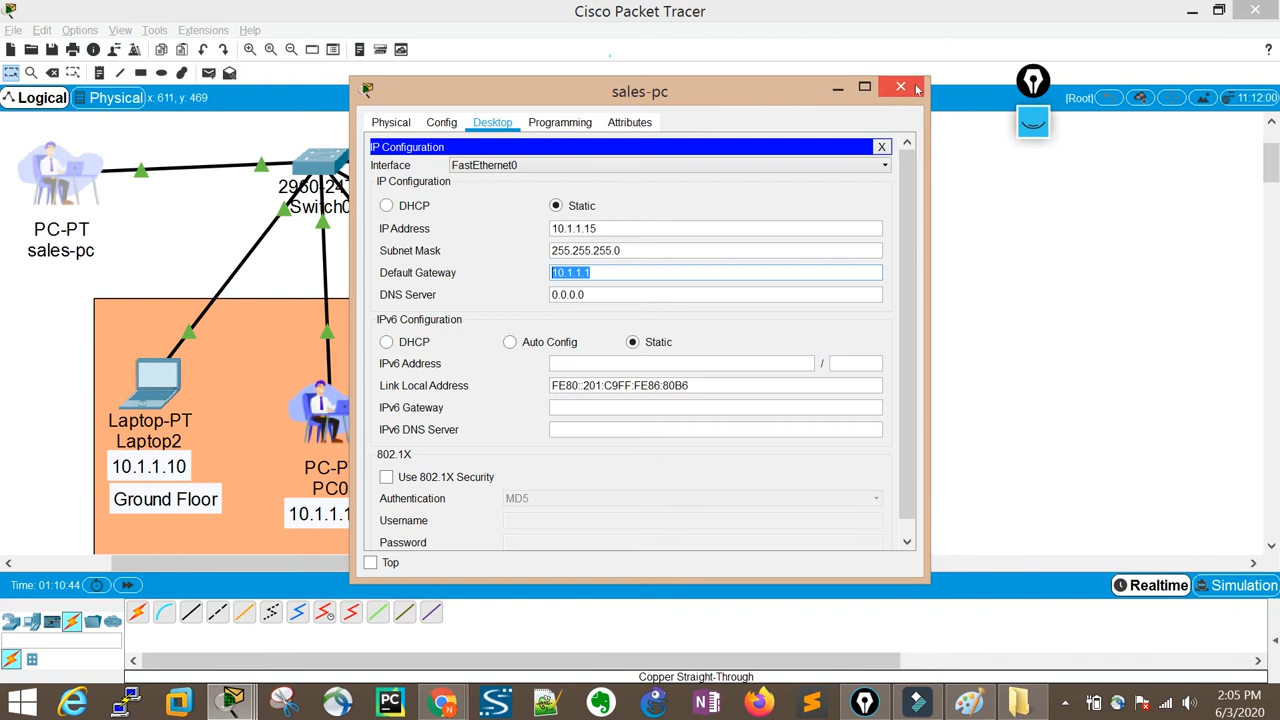 Cisco Packet Tracer
File Edit Options View Tools Extensions Help
?
Logical Physical x: 611, y: 469
[Root] 11:12:00
sales-pc
Physical Config Desktop Programming Attributes
IP Configuration X
Interface FastEthernet0
IP Configuration
DHCP Static
IP Address 10.1.1.15
Subnet Mask 255.255.255.0
Default Gateway 10.1.1.1
DNS Server 0.0.0.0
IPv6 Configuration
DHCP Auto Config Static
IPv6 Address /
Link Local Address FE80::201:C9FF:FE86:80B6
IPv6 Gateway
IPv6 DNS Server
802.1X
Use 802.1X Security
Authentication MD5
Username
Password
Top
PC-PT
sales-pc
2960-24T
Switch0
Laptop-PT
Laptop2
10.1.1.10
Ground Floor
PC-P
PC0
10.1.1.1
Time: 01:10:44
Realtime Simulation
Copper Straight-Through
PC
N
2:05 PM
6/3/2020